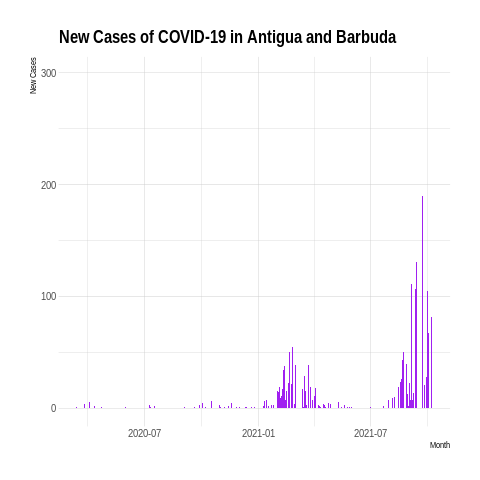 New Cases of COVID-19 in Antigua and Barbuda
New Cases
300
200
100
0
2020-07 2021-01 2021-07
Month